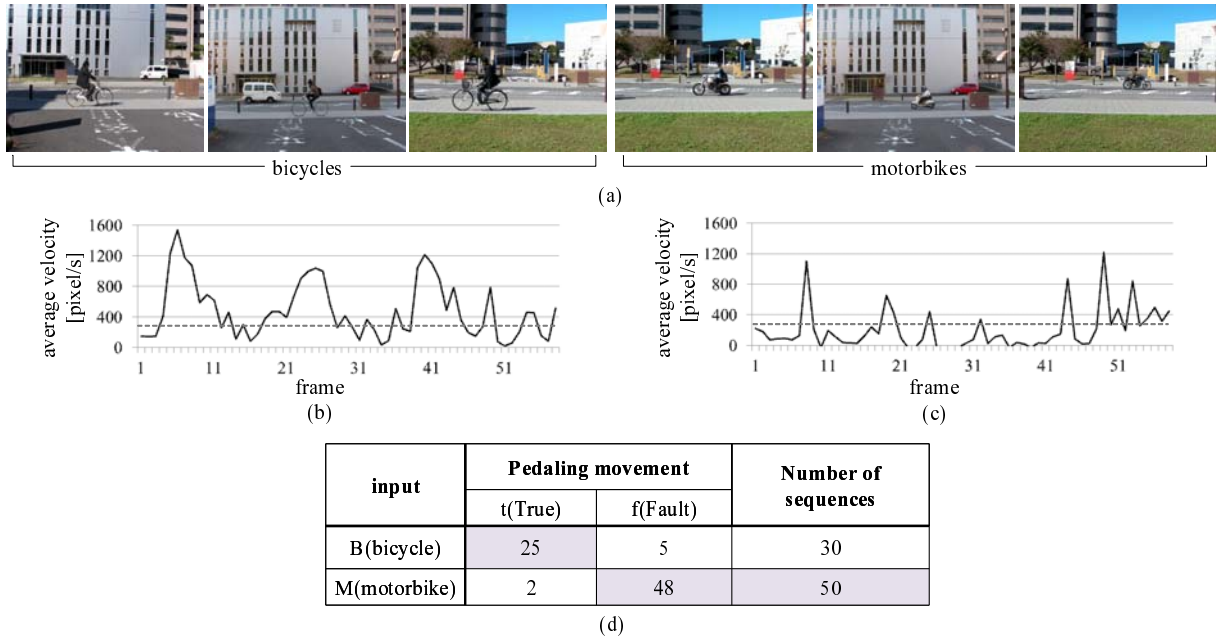 bicycles
motorbikes
(a)
average velocity
[pixel/s]
1600
1200
800
400
0
1 11 21 31 41 51
frame
(b)
average velocity
[pixel/s]
1600
1200
800
400
0
1 11 21 31 41 51
frame
(c)
input
Pedaling movement
Number of
sequences
t(True)
f(Fault)
B(bicycle) 25 5 30
M(motorbike) 2 48 50
(d)